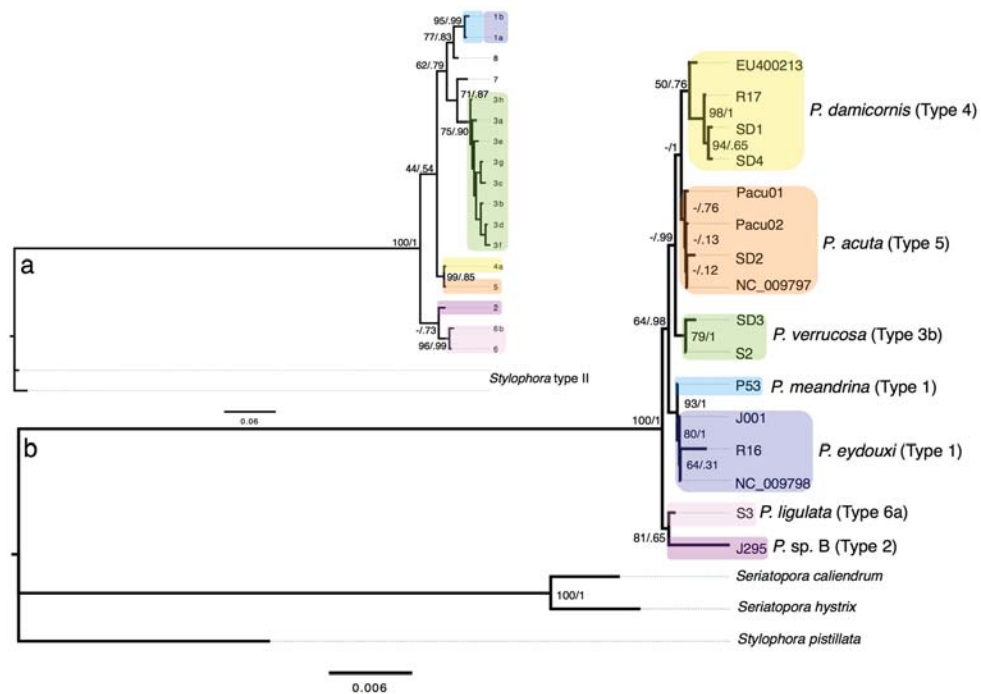 a
95/.99
77/.83
62/.79
71/.87
75/.90
44/.54
100/1
99/.85
-/.73
96/.99
1b
1a
8
7
3h
3a
3e
3g
3c
3b
3d
3f
4a
5
2
6b
6
Stylophora type II
0.06
b
50/.76
EU400213
R17
98/1
SD1
94/.65
SD4
P. damicornis (Type 4)
-/1
Pacu01
-/.76
Pacu02
-/.13
SD2
-/.12
NC_009797
P. acuta (Type 5)
-/.99
SD3
79/1
S2
P. verrucosa (Type 3b)
64/.98
P53
P. meandrina (Type 1)
93/1
J001
80/1
R16
64/.31
NC_009798
P. eydouxi (Type 1)
100/1
S3
P. ligulata (Type 6a)
81/.65
J295
P. sp. B (Type 2)
Seriatopora caliendrum
100/1
Seriatopora hystrix
Stylophora pistillata
0.006